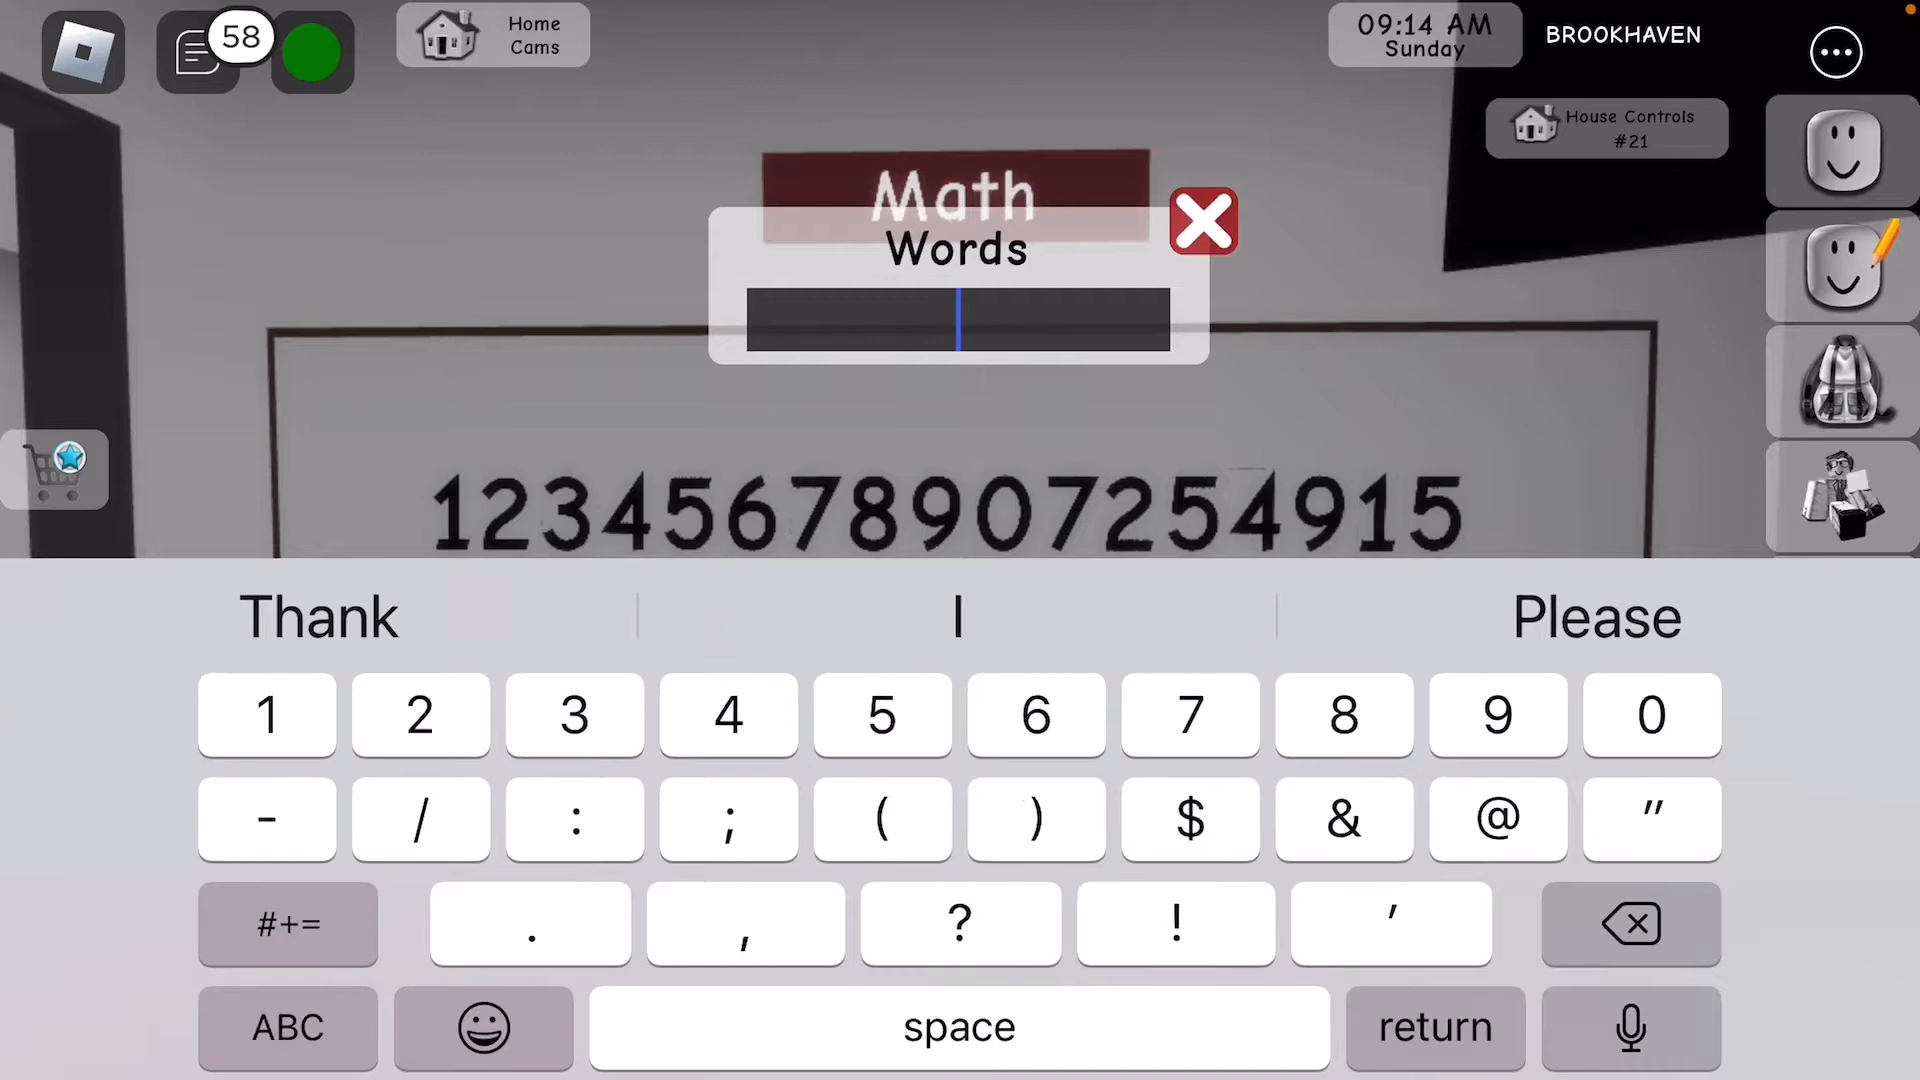 58
Home
Cams
09:14 AM
Sunday
BROOKHAVEN
House Controls
#21
Math
Words
12345678907254915
Thank
I
Please
1 2 3 4 5 6 7 8 9 0
- / : ; ( ) $ & @ "
#+= . , ? ! '
ABC space return